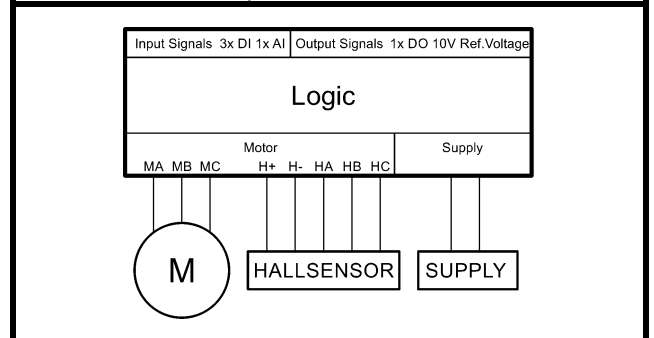 Input Signals 3x DI 1x AI
Output Signals 1x DO 10V Ref.Voltage
Logic
Motor
Supply
MA MB MC H+ H- HA HB HC
M
HALLSENSOR
SUPPLY